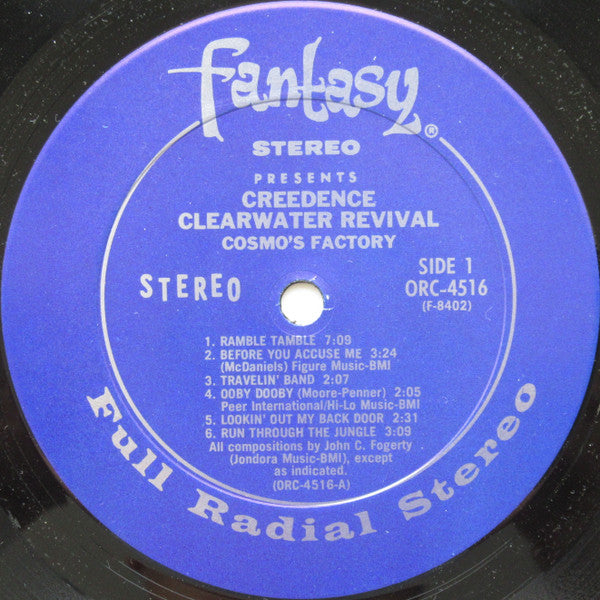 fantasy®
STEREO
PRESENTS
CREEDENCE
CLEARWATER REVIVAL
COSMO'S FACTORY
STEREO
SIDE 1
ORC-4516
(F-8402)
1. RAMBLE TAMBLE 7:09
2. BEFORE YOU ACCUSE ME 3:24
(McDaniels) Figure Music-BMI
3. TRAVELIN' BAND 2:07
4. OOBY DOOBY (Moore-Penner) 2:05
Peer International/Hi-Lo Music-BMI
5. LOOKIN' OUT MY BACK DOOR 2:31
6. RUN THROUGH THE JUNGLE 3:09
All compositions by John C. Fogerty
(Jondora Music-BMI), except
as indicated.
(ORC-4516-A)
Full Radial Stereo